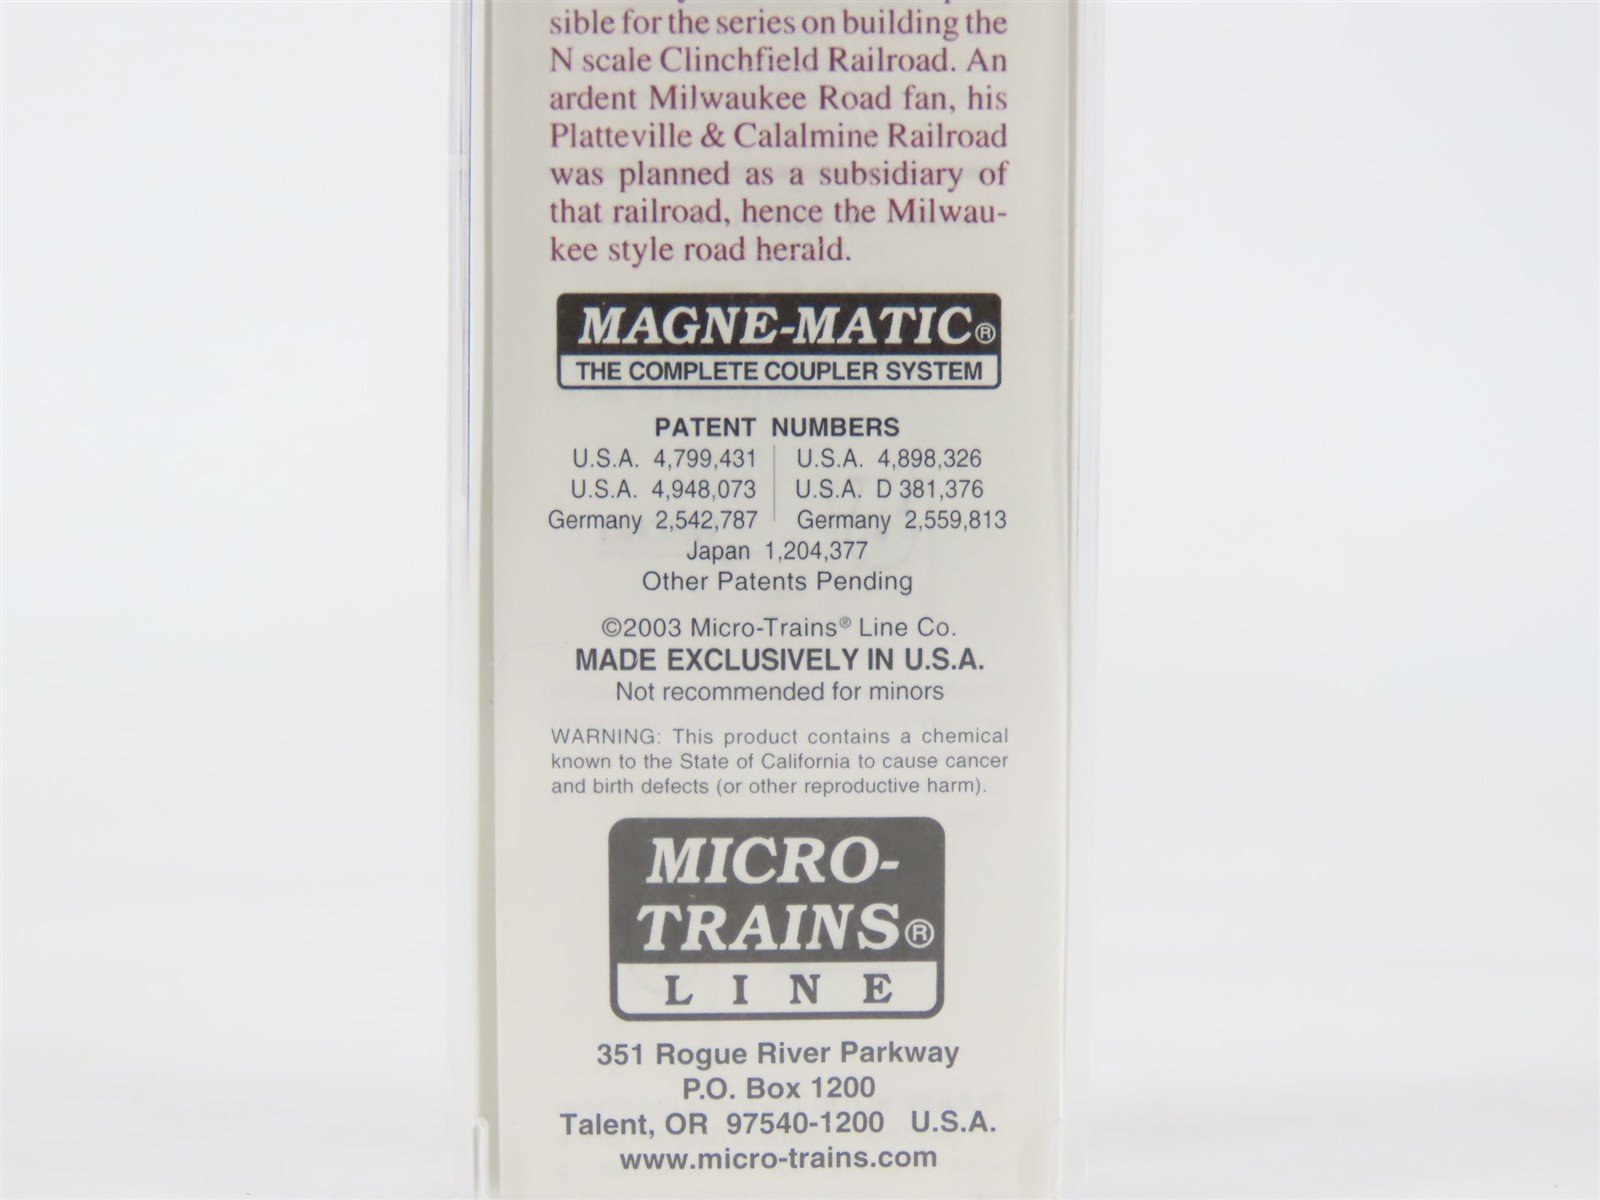 sible for the series on building the
N scale Clinchfield Railroad. An
ardent Milwaukee Road fan, his
Platteville & Calalmine Railroad
was planned as a subsidiary of
that railroad, hence the Milwau-
kee style road herald.
MAGNE-MATIC®
THE COMPLETE COUPLER SYSTEM
PATENT NUMBERS
U.S.A. 4,799,431 U.S.A. 4,898,326
U.S.A. 4,948,073 U.S.A. D 381,376
Germany 2,542,787 Germany 2,559,813
Japan 1,204,377
Other Patents Pending
©2003 Micro-Trains® Line Co.
MADE EXCLUSIVELY IN U.S.A.
Not recommended for minors
WARNING: This product contains a chemical
known to the State of California to cause cancer
and birth defects (or other reproductive harm).
MICRO-
TRAINS®
LINE
351 Rogue River Parkway
P.O. Box 1200
Talent, OR 97540-1200 U.S.A.
www.micro-trains.com